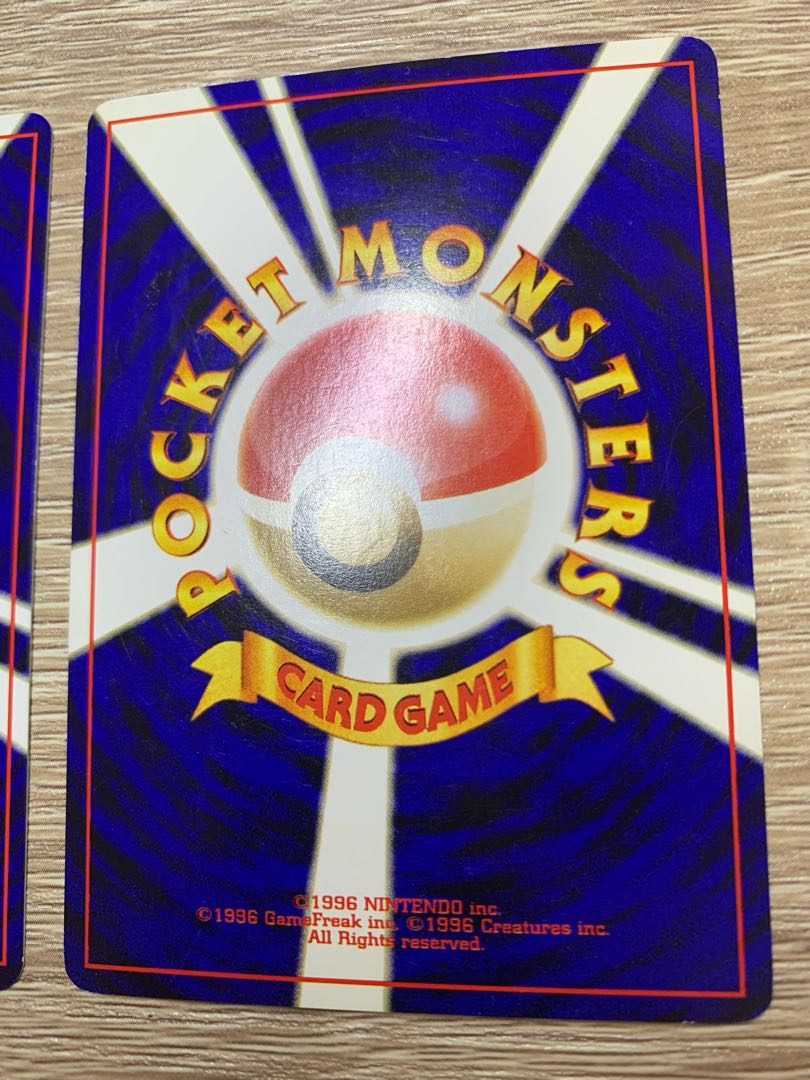 POCKET MONSTERS
CARD GAME
©1996 NINTENDO inc.
©1996 GameFreak inc. ©1996 Creatures inc.
All Rights reserved.